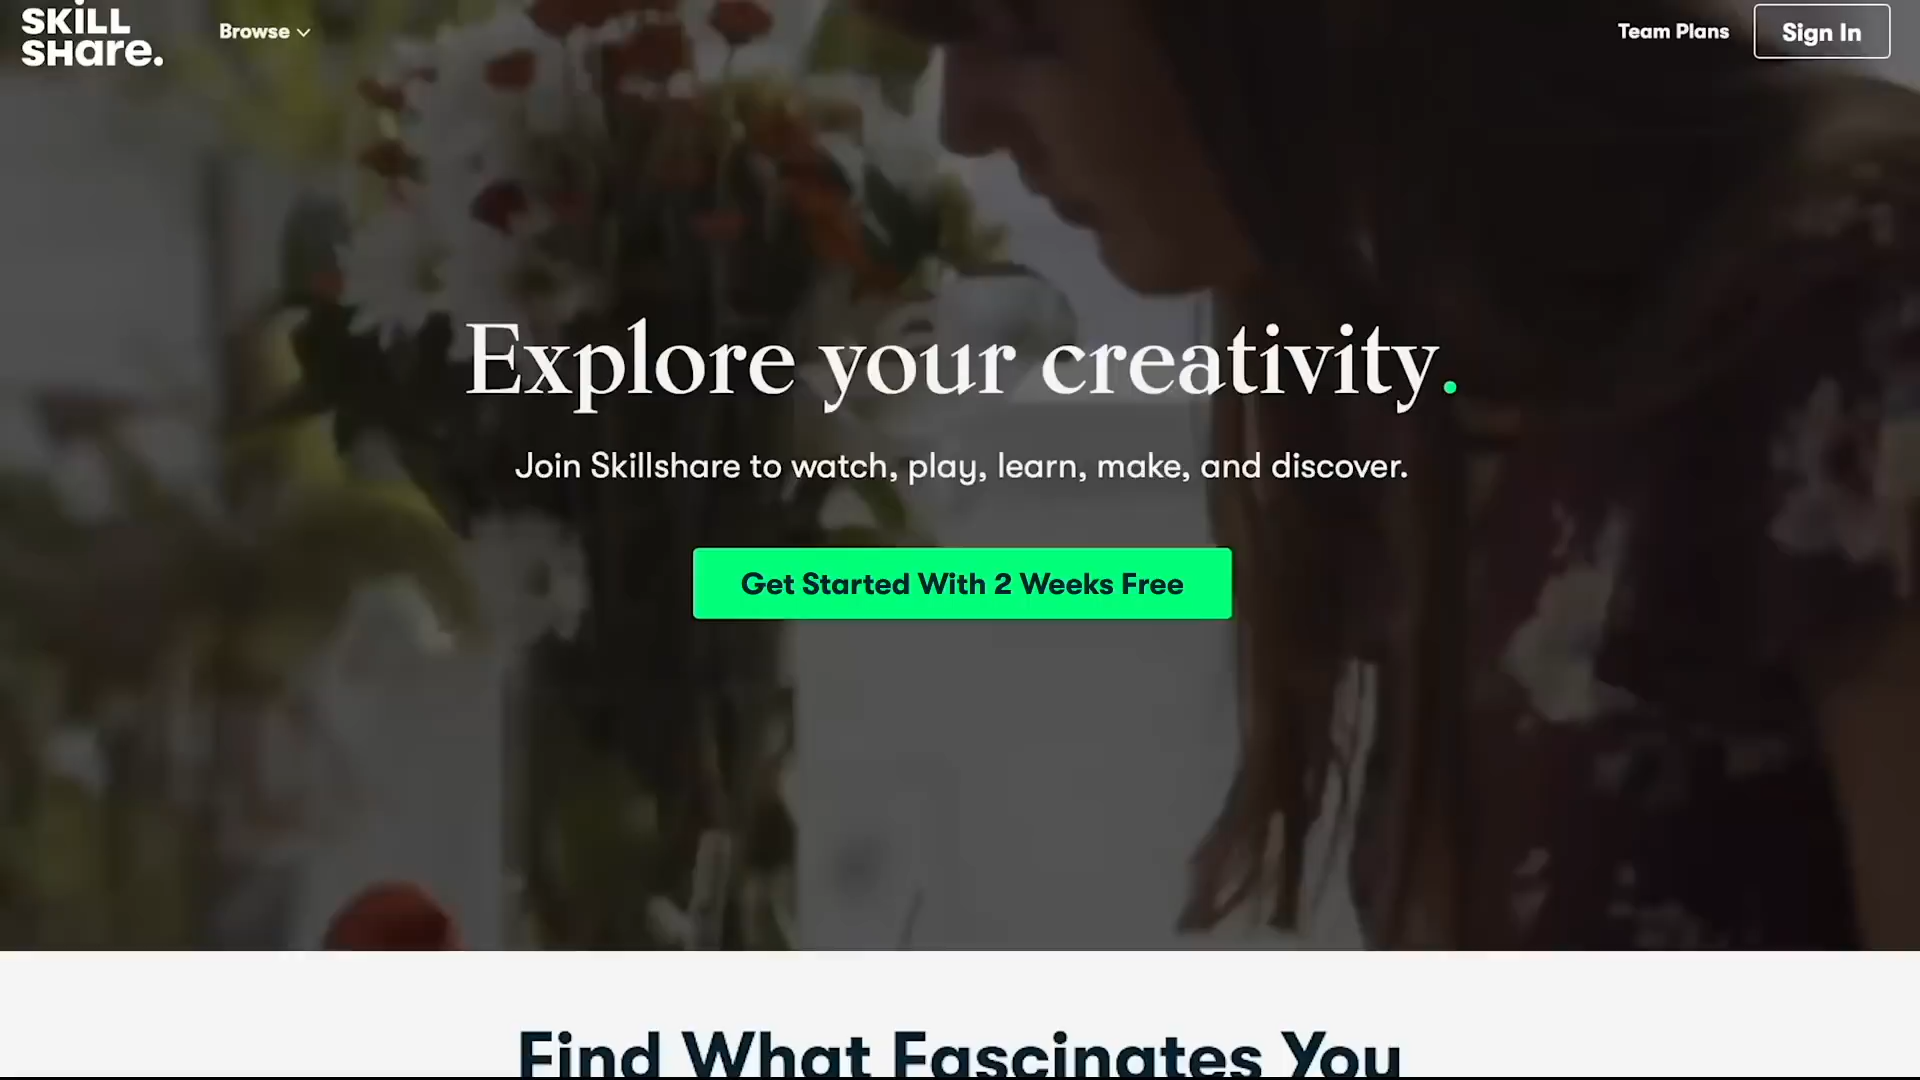 SKILL
SHare.
Browse
Team Plans
Sign In
Explore your creativity.
Join Skillshare to watch, play, learn, make, and discover.
Get Started With 2 Weeks Free
Find What Fascinates You